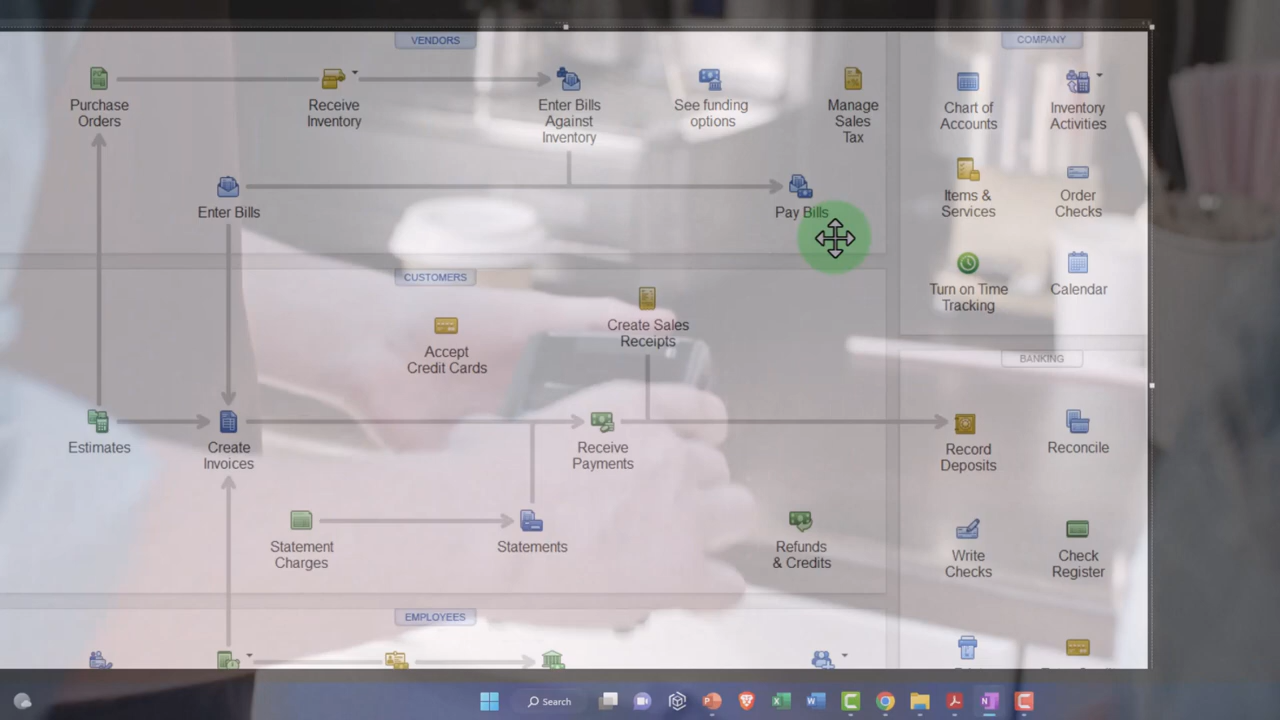 VENDORS
COMPANY
Purchase
Orders
Receive
Inventory
Enter Bills
Against
Inventory
See funding
options
Manage
Sales
Tax
Chart of
Accounts
Inventory
Activities
Enter Bills
Pay Bills
Items &
Services
Order
Checks
CUSTOMERS
Turn on Time
Tracking
Calendar
Create Sales
Receipts
Accept
Credit Cards
BANKING
Estimates
Create
Invoices
Receive
Payments
Record
Deposits
Reconcile
Statement
Charges
Statements
Refunds
& Credits
Write
Checks
Check
Register
EMPLOYEES
Search